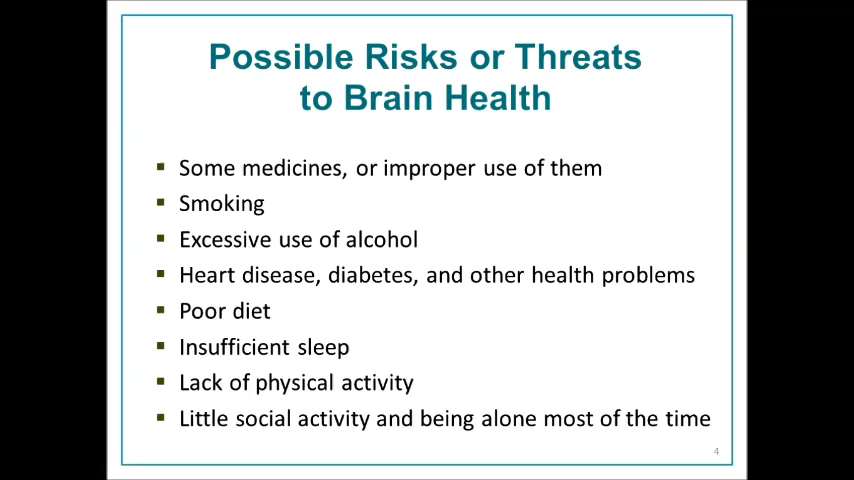 Possible Risks or Threats
to Brain Health
▪ Some medicines, or improper use of them
▪ Smoking
▪ Excessive use of alcohol
▪ Heart disease, diabetes, and other health problems
▪ Poor diet
▪ Insufficient sleep
▪ Lack of physical activity
▪ Little social activity and being alone most of the time
4